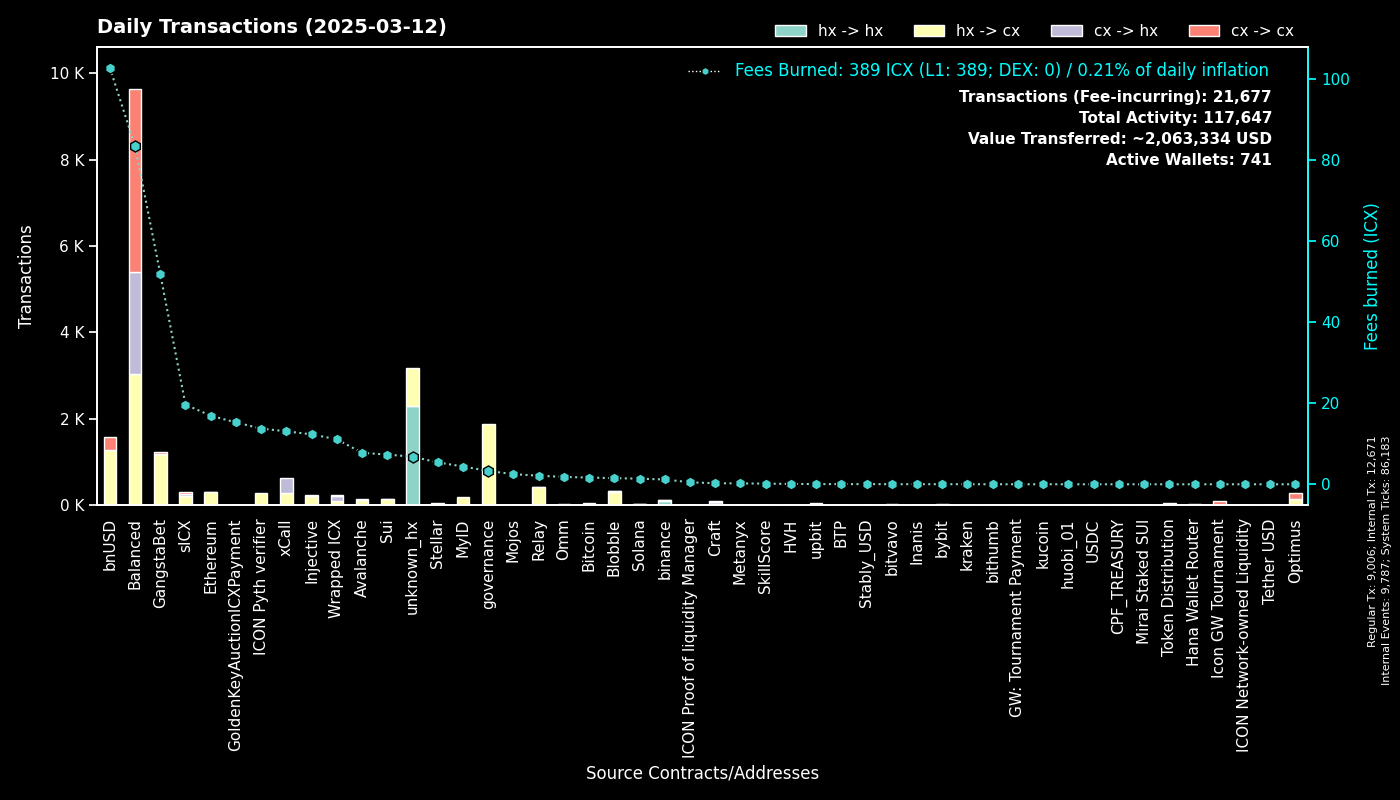 Daily Transactions (2025-03-12)
hx -> hx
hx -> cx
cx -> hx
cx -> cx
Fees Burned: 389 ICX (L1: 389; DEX: 0) / 0.21% of daily inflation
Transactions (Fee-incurring): 21,677
Total Activity: 117,647
Value Transferred: ~2,063,334 USD
Active Wallets: 741
Transactions
10 K
8 K
6 K
4 K
2 K
0 K
100
80
60
40
20
0
Fees burned (ICX)
Regular Tx: 9,006; Internal Tx: 12,671
Internal Events: 9,787; System Ticks: 86,183
bnUSD
Balanced
GangstaBet
sICX
Ethereum
GoldenKeyAuctionICXPayment
ICON Pyth verifier
xCall
Injective
Wrapped ICX
Avalanche
Sui
unknown_hx
Stellar
MyID
governance
Mojos
Relay
Omm
Bitcoin
Blobble
Solana
binance
ICON Proof of liquidity Manager
Craft
Metanyx
SkillScore
HVH
upbit
BTP
Stably_USD
bitvavo
Inanis
bybit
kraken
bithumb
GW: Tournament Payment
kucoin
huobi_01
USDC
CPF_TREASURY
Mirai Staked SUI
Token Distribution
Hana Wallet Router
Icon GW Tournament
ICON Network-owned Liquidity
Tether USD
Optimus
Source Contracts/Addresses